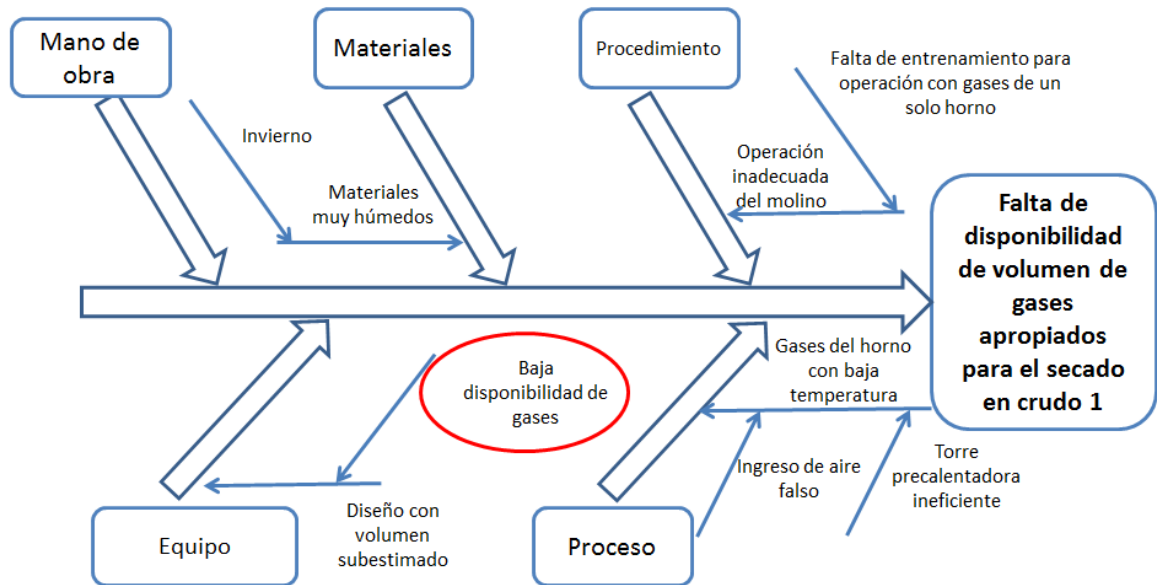 Mano de
obra
Materiales
Procedimiento
Falta de entrenamiento para
operación con gases de un
solo horno
Invierno
Materiales
muy húmedos
Operación
inadecuada
del molino
Falta de
disponibilidad
de volumen de
gases
apropiados
para el secado
en crudo 1
Baja
disponibilidad de
gases
Gases del horno
con baja
temperatura
Diseño con
volumen
subestimado
Ingreso de aire
falso
Torre
precalentadora
ineficiente
Equipo
Proceso